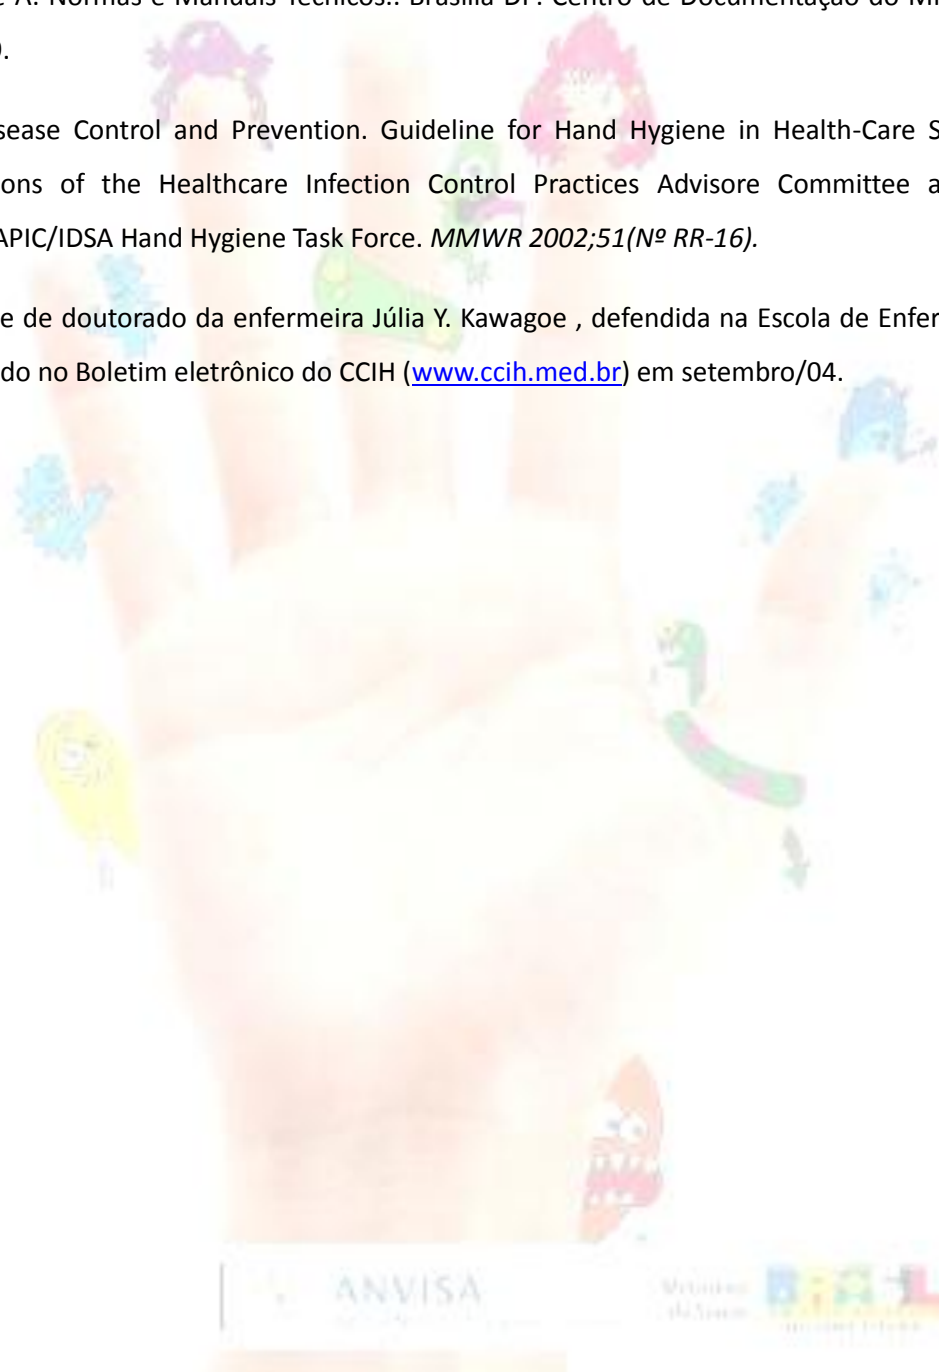 A. Normas e Manuais Técnicos.. Brasília DF. Centro de Documentação do
).
sease Control and Prevention. Guideline for Hand Hygiene in Health-Care S
ons of the Healthcare Infection Control Practices Advisore Committee a
APIC/IDSA Hand Hygiene Task Force. MMWR 2002;51(Nº RR-16).
e de doutorado da enfermeira Júlia Y. Kawagoe , defendida na Escola de Enfer
do no Boletim eletrônico do CCIH (www.ccih.med.br) em setembro/04.
ANVISA